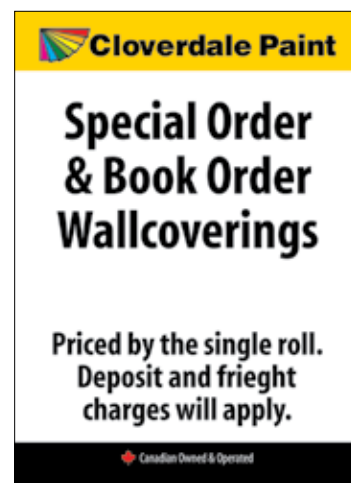 Cloverdale Paint
Special Order
& Book Order
Wallcoverings
Priced by the single roll.
Deposit and frieght
charges will apply.
Canadian Owned & Operated